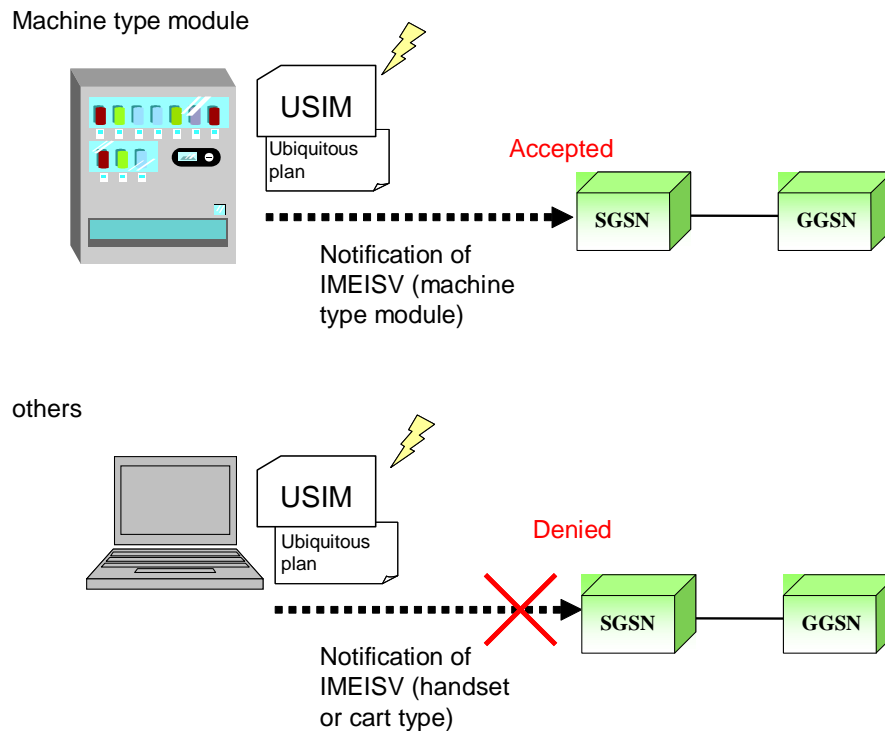 Machine type module
USIM
Ubiquitous
plan
Accepted
SGSN
GGSN
Notification of
IMEISV (machine
type module)
others
USIM
Ubiquitous
plan
Denied
SGSN
GGSN
Notification of
IMEISV (handset
or cart type)